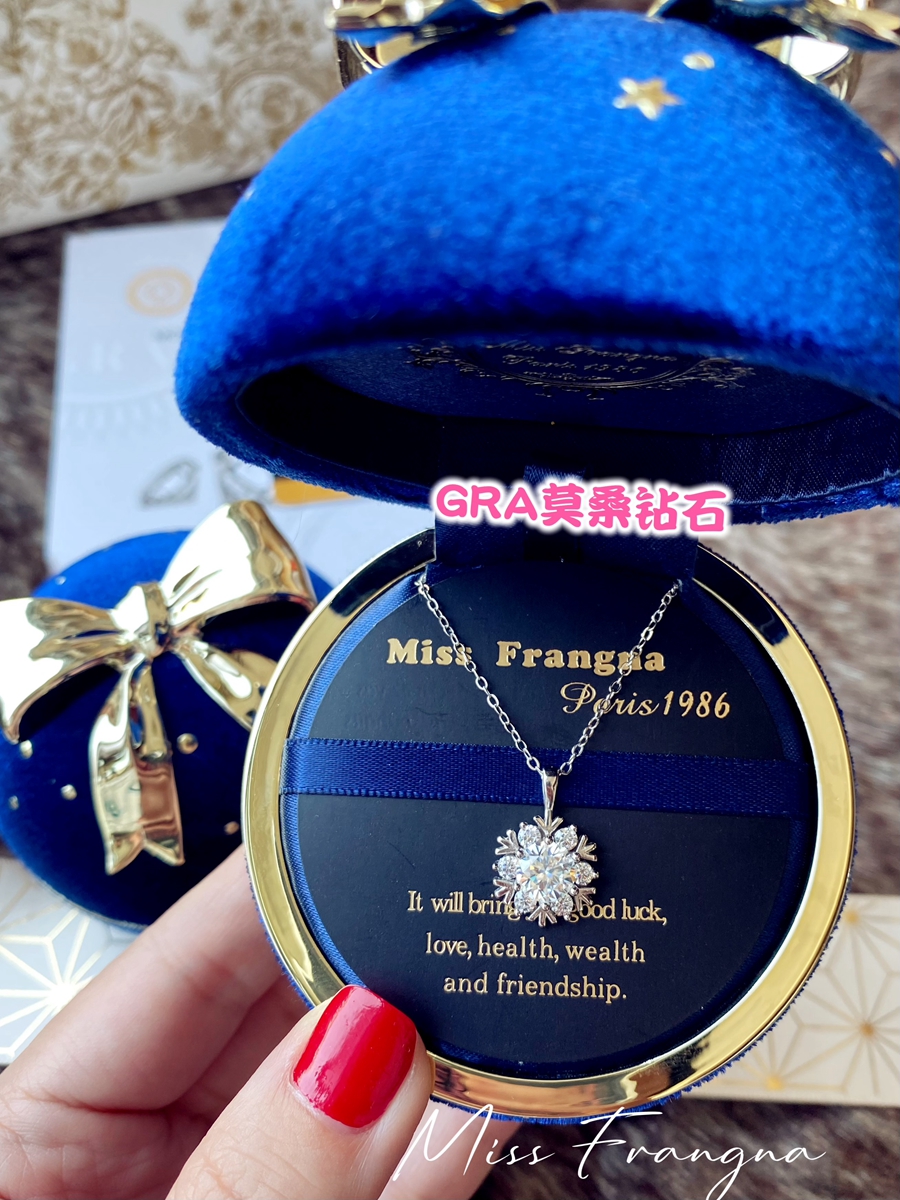 GRA莫桑钻石
Miss Frangna
Paris 1986
It will bring good luck,
love, health, wealth
and friendship.
Miss Frangna